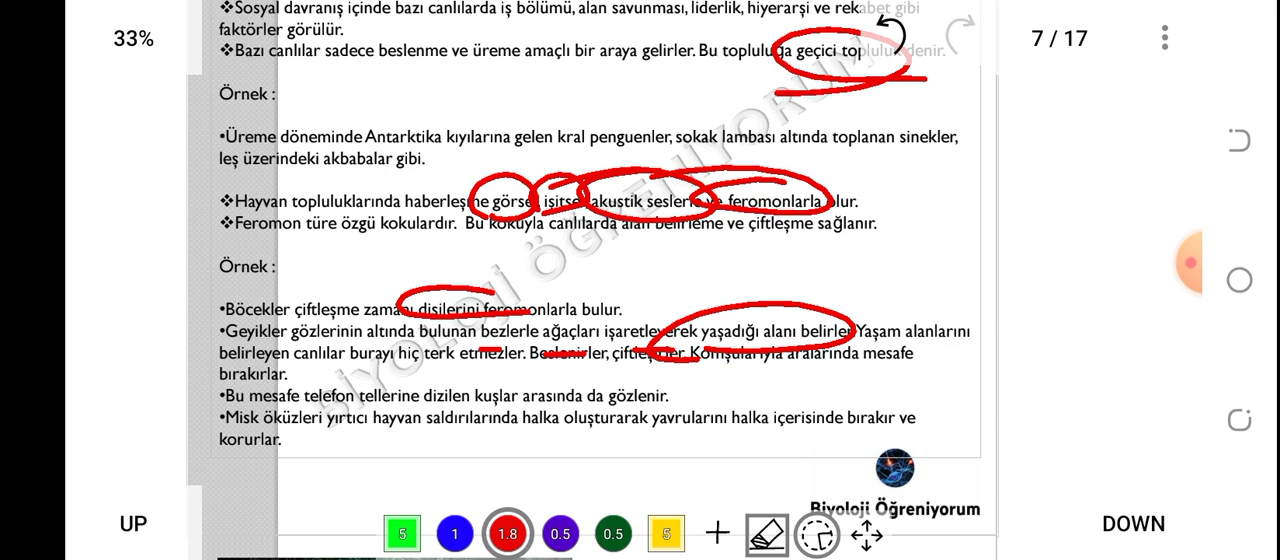 ❖Sosyal davranış içinde bazı canlılarda iş bölümü, alan savunması, liderlik, hiyerarşi ve rekabet gibi
33%
7 / 17
faktörler görülür.
❖Bazı canlılar sadece beslenme ve üreme amaçlı bir araya gelirler. Bu topluluğa geçici topluluk denir.
Örnek :
•Üreme döneminde Antarktika kıyılarına gelen kral penguenler, sokak lambası altında toplanan sinekler,
leş üzerindeki akbabalar gibi.
❖Hayvan topluluklarında haberleşme görsel işitsel akustik seslerle ve feromonlarla olur.
❖Feromon türe özgü kokulardır. Bu kokuyla canlılarda alan belirleme ve çiftleşme sağlanır.
Örnek :
•Böcekler çiftleşme zamanı dişilerini feromonlarla bulur.
•Geyikler gözlerinin altında bulunan bezlerle ağaçları işaretleyerek yaşadığı alanı belirler Yaşam alanlarını
belirleyen canlılar burayı hiç terk etmezler. Beslenirler, çiftleşirler. Komşularıyla aralarında mesafe
bırakırlar.
•Bu mesafe telefon tellerine dizilen kuşlar arasında da gözlenir.
•Misk öküzleri yırtıcı hayvan saldırılarında halka oluşturarak yavrularını halka içerisinde bırakır ve
korurlar.
BİYOLOJİ ÖĞRENİYORUM
Biyoloji Öğreniyorum
UP
5
1
1.8
0.5
0.5
5
DOWN